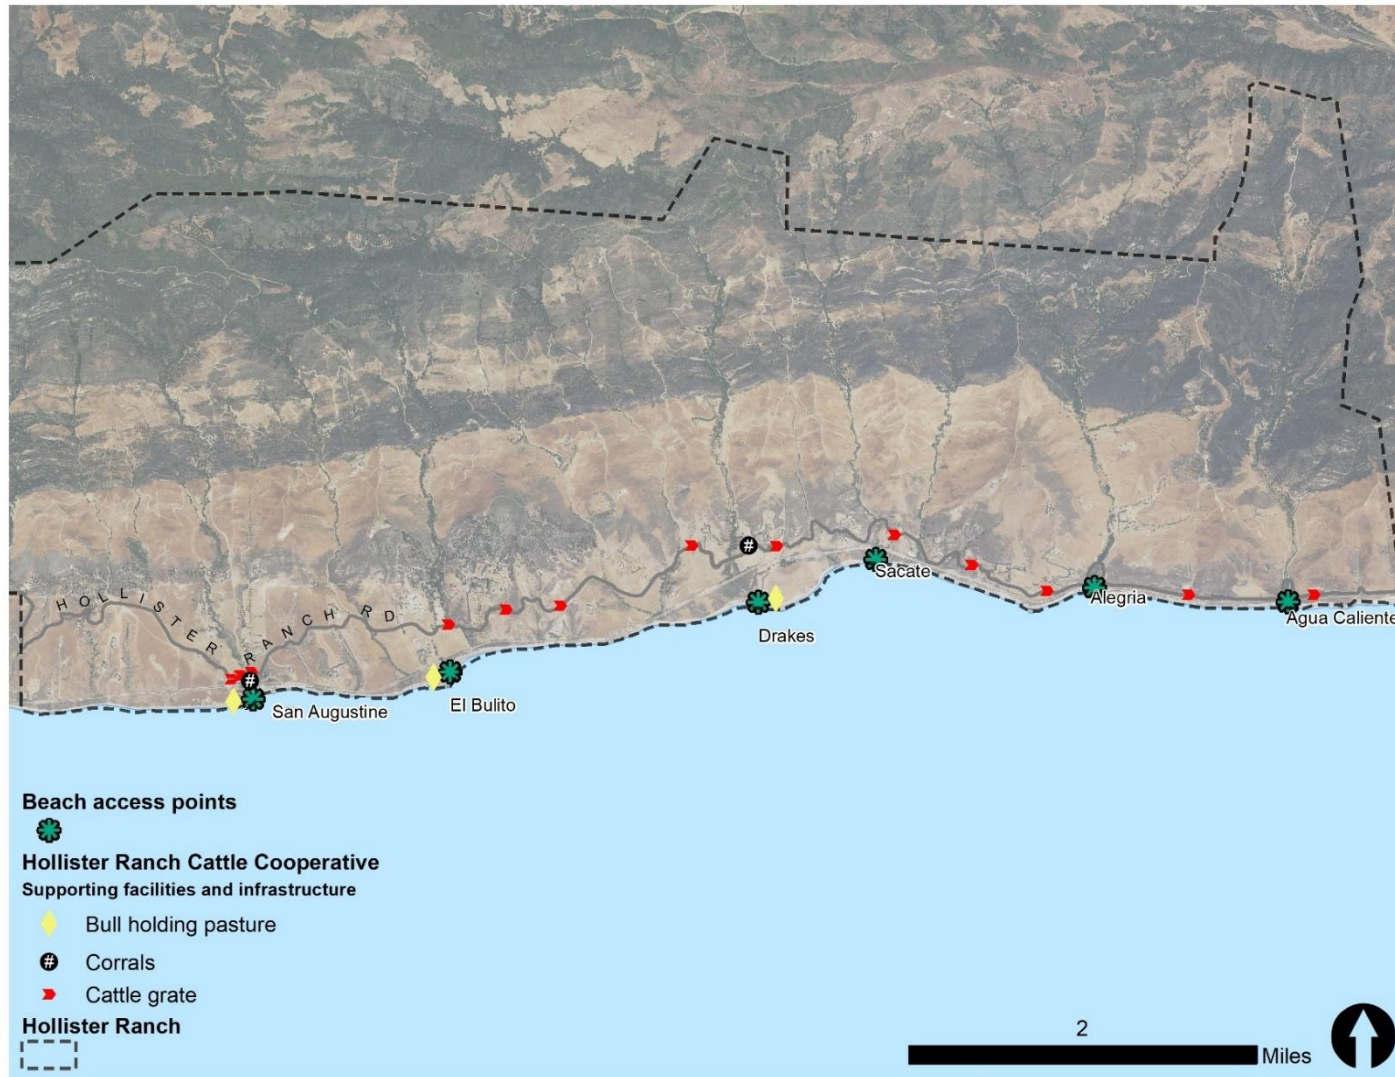 HOLLISTER RANCH RD
Sacate
Alegria
Agua Caliente
Drakes
El Bulito
San Augustine
Beach access points
Hollister Ranch Cattle Cooperative
Supporting facilities and infrastructure
Bull holding pasture
# Corrals
Cattle grate
Hollister Ranch
2
Miles
#
#